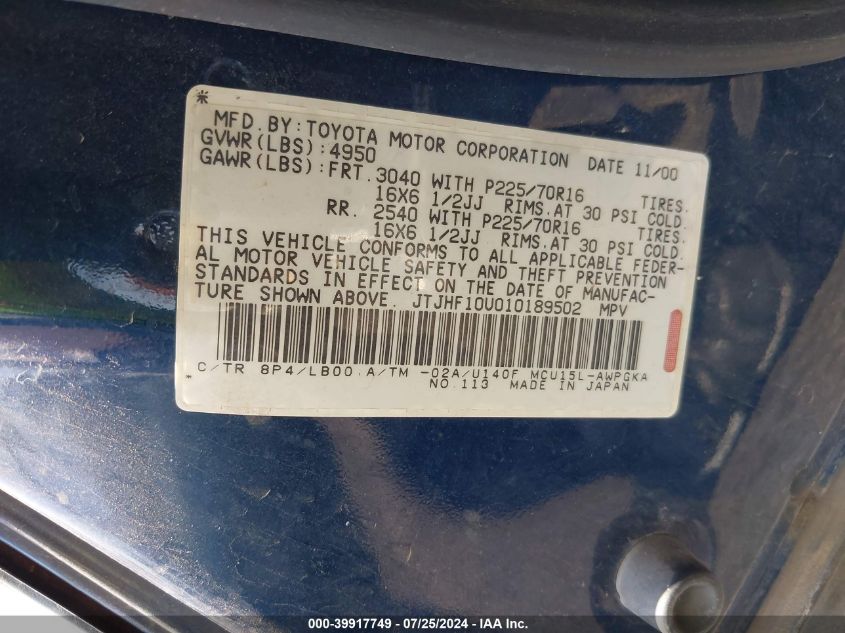 *
MFD.BY:TOYOTA MOTOR CORPORATION DATE 11/00
GVWR(LBS):4950
GAWR(LBS):FRT. 3040 WITH P225/70R16 TIRES.
16X6 1/2JJ RIMS.AT 30 PSI COLD.
RR. 2540 WITH P225/70R16 TIRES.
16X6 1/2JJ RIMS.AT 30 PSI COLD.
THIS VEHICLE CONFORMS TO ALL APPLICABLE FEDER-
AL MOTOR VEHICLE SAFETY AND THEFT PREVENTION
STANDARDS IN EFFECT ON THE DATE OF MANUFAC-
TURE SHOWN ABOVE. JTJHF10U010189502 MPV
C/TR 8P4/LB00 A/TM -02A/U140F MCU15L-AWPGKA
* NO.113 MADE IN JAPAN
000-39917749 - 07/25/2024 - IAA Inc.